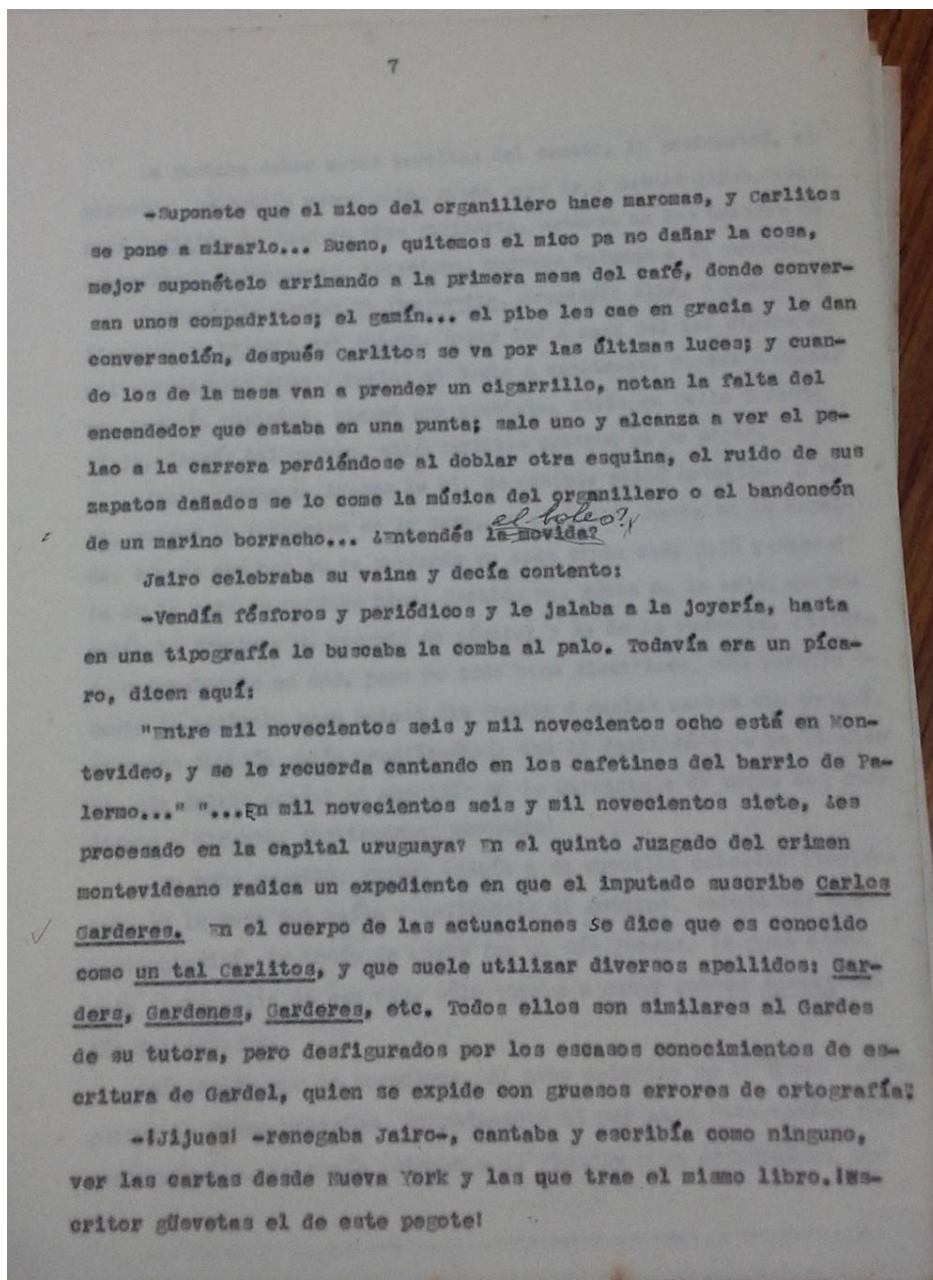 7
-Suponete que el mico del organillero hace maromas, y Carlitos
se pone a mirarlo... Bueno, quitemos el mico pa no dañar la cosa,
mejor suponételo arrimando a la primera mesa del café, donde conver-
san unos compadritos; el gamín... el pibe les cae en gracia y le dan
conversación, después Carlitos se va por las últimas luces; y cuan-
do los de la mesa van a prender un cigarrillo, notan la falta del
encendedor que estaba en una punta; sale uno y alcanza a ver el pe-
lao a la carrera perdiéndose al doblar otra esquina, el ruido de sus
zapatos dañados se lo come la música del organillero o el bandoneón
al boleo?
de un marino borracho... ¿Entendés la movida?
Jairo celebraba su vaina y decía contento:
-Vendía fósforos y periódicos y le jalaba a la joyería, hasta
en una tipografía le buscaba la comba al palo. Todavía era un píca-
ro, dicen aquí:
"Entre mil novecientos seis y mil novecientos ocho está en Mon-
tevideo, y se le recuerda cantando en los cafetines del barrio de Pa-
lermo..." "...En mil novecientos seis y mil novecientos siete, ¿es
procesado en la capital uruguaya? En el quinto Juzgado del crimen
montevideano radica un expediente en que el imputado suscribe Carlos
Garderes. En el cuerpo de las actuaciones se dice que es conocido
como un tal Carlitos, y que suele utilizar diversos apellidos: Gar-
ders, Gardenes, Garderes, etc. Todos ellos son similares al Gardes
de su tutora, pero desfigurados por los escasos conocimientos de es-
critura de Gardel, quien se expide con gruesos errores de ortografía"
-¡Jijues! -renegaba Jairo-, cantaba y escribía como ninguno,
ver las cartas desde Nueva York y las que trae el mismo libro.¡Es-
critor güevetas el de este pegote!